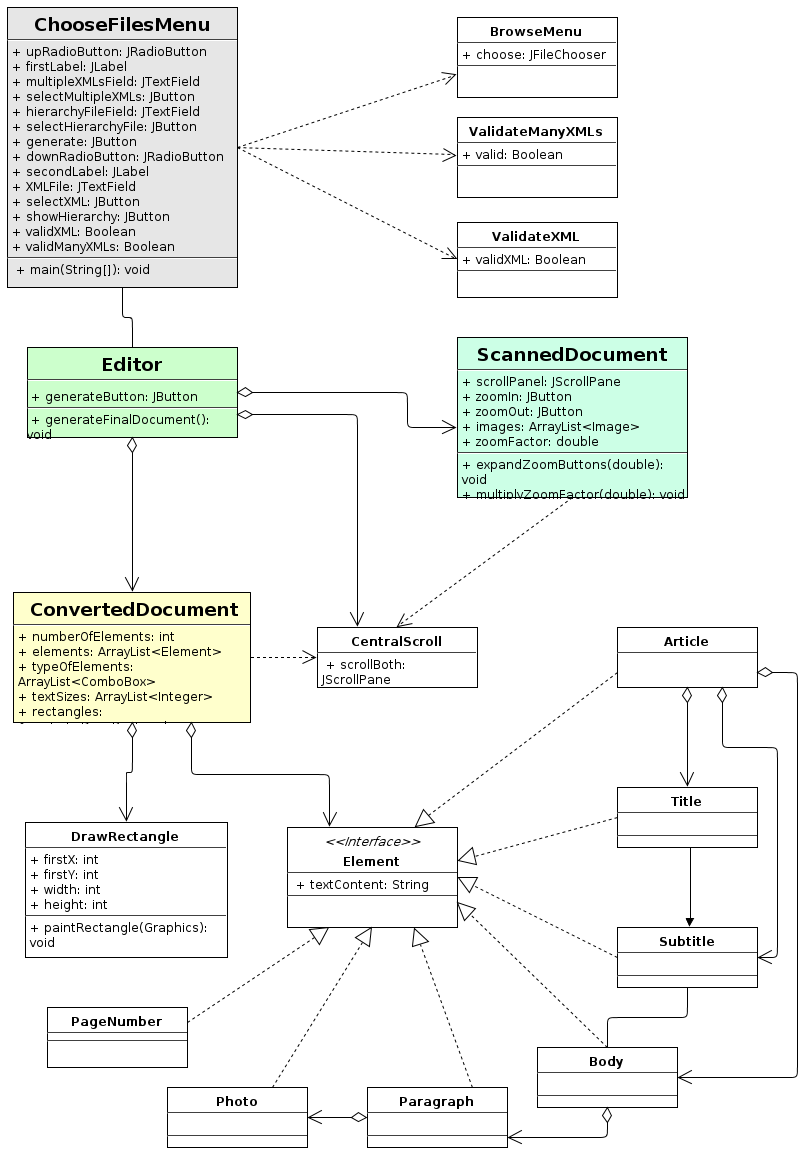 ChooseFilesMenu
+ upRadioButton: JRadioButton
+ firstLabel: JLabel
+ multipleXMLsField: JTextField
+ selectMultipleXMLs: JButton
+ hierarchyFileField: JTextField
+ selectHierarchyFile: JButton
+ generate: JButton
+ downRadioButton: JRadioButton
+ secondLabel: JLabel
+ XMLFile: JTextField
+ selectXML: JButton
+ showHierarchy: JButton
+ validXML: Boolean
+ validManyXMLs: Boolean
+ main(String[]): void
BrowseMenu
+ choose: JFileChooser
ValidateManyXMLs
+ valid: Boolean
ValidateXML
+ validXML: Boolean
Editor
+ generateButton: JButton
+ generateFinalDocument():
void
ScannedDocument
+ scrollPanel: JScrollPane
+ zoomIn: JButton
+ zoomOut: JButton
+ images: ArrayList<Image>
+ zoomFactor: double
+ expandZoomButtons(double):
void
+ multiplyZoomFactor(double): void
ConvertedDocument
+ numberOfElements: int
+ elements: ArrayList<Element>
+ typeOfElements:
ArrayList<ComboBox>
+ textSizes: ArrayList<Integer>
+ rectangles:
CentralScroll
+ scrollBoth:
JScrollPane
Article
Title
DrawRectangle
+ firstX: int
+ firstY: int
+ width: int
+ height: int
+ paintRectangle(Graphics):
void
<<Interface>>
Element
+ textContent: String
Subtitle
PageNumber
Body
Photo
Paragraph